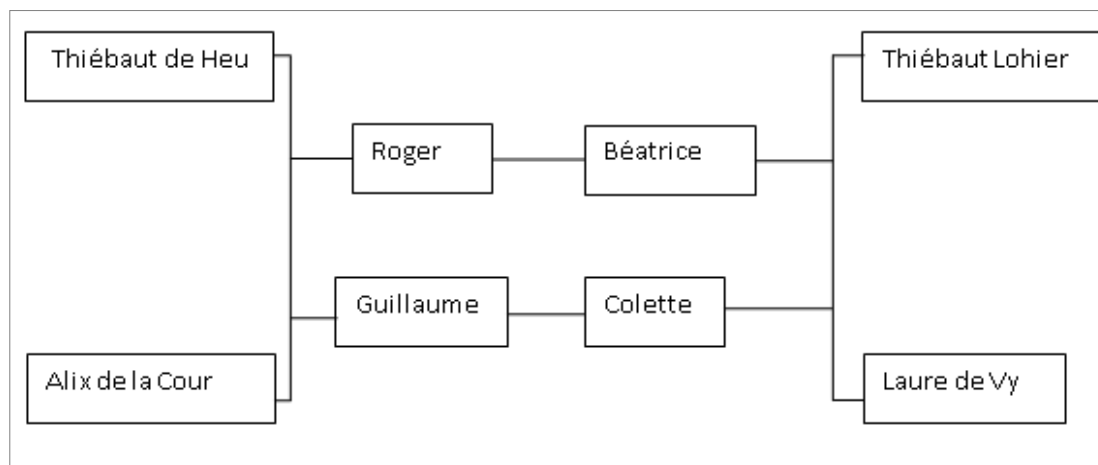 Thiébaut de Heu
Thiébaut Lohier
Roger
Béatrice
Guillaume
Colette
Alix de la Cour
Laure de Vy